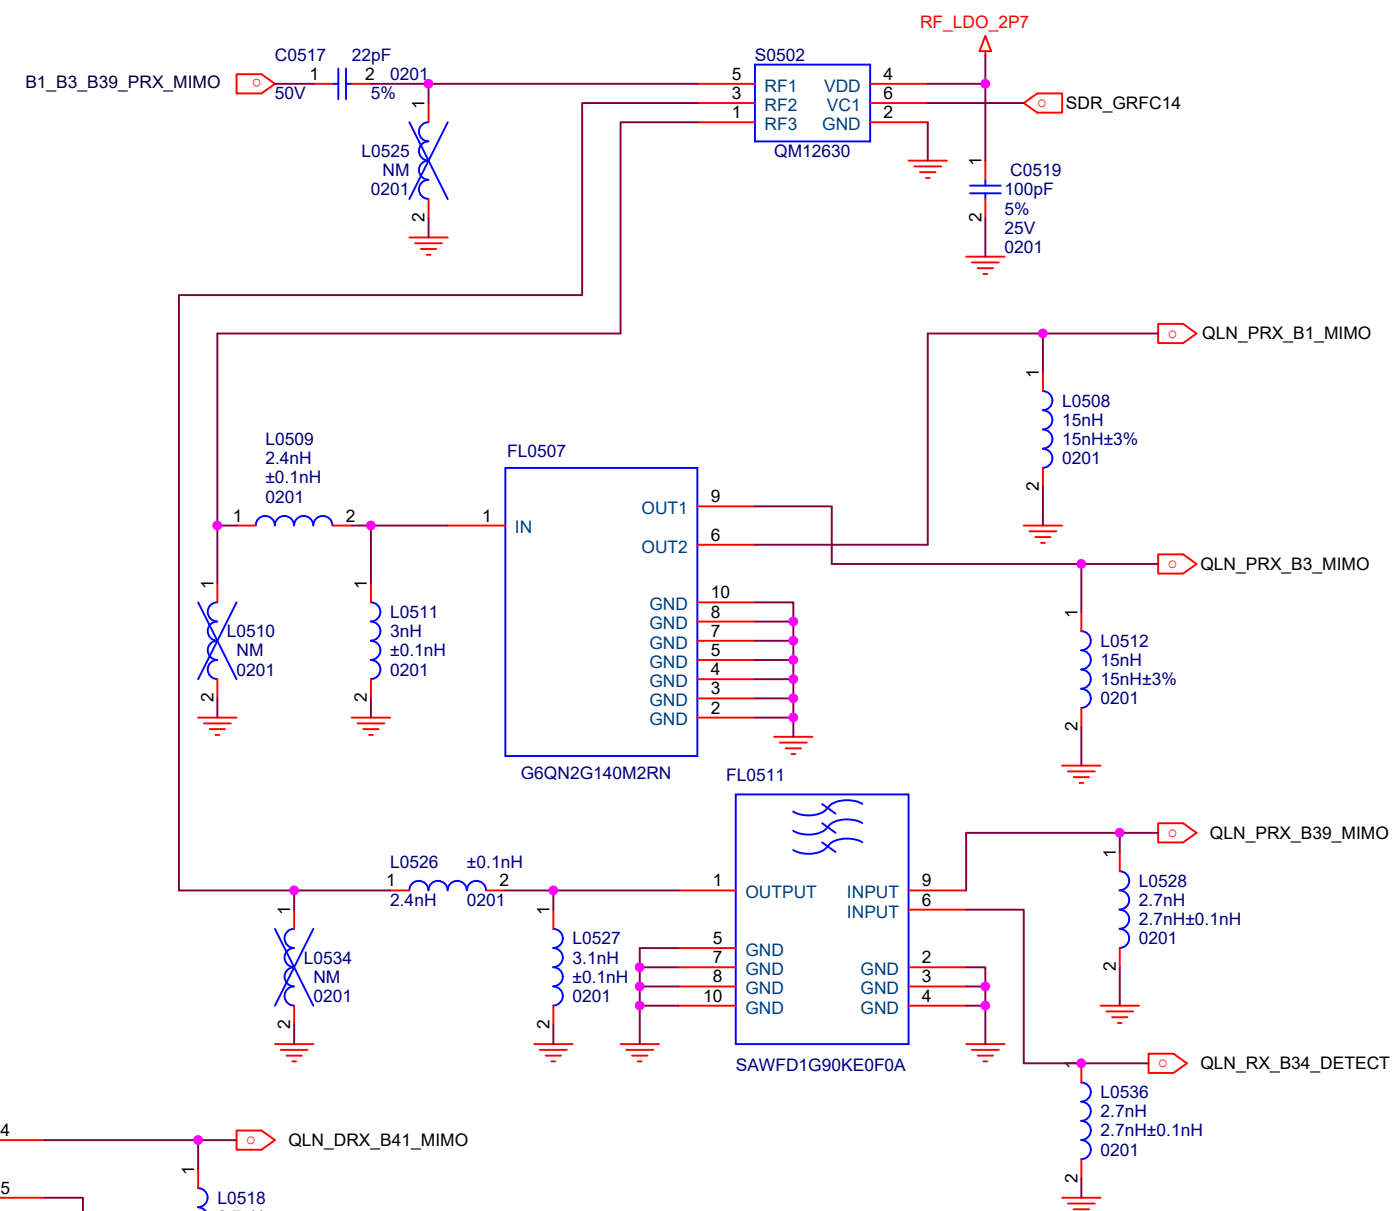 RF_LDO_2P7
B1_B3_B39_PRX_MIMO
C0517 22pF
1 2 0201
50V 5%
1
L0525
NM
0201
2
S0502
5 RF1 VDD 4
3 RF2 VC1 6
1 RF3 GND 2
QM12630
SDR_GRFC14
1
C0519
100pF
5%
25V
0201
2
QLN_PRX_B1_MIMO
1
L0508
15nH
15nH±3%
0201
2
L0509
2.4nH
±0.1nH
0201
1 2
FL0507
1 IN
OUT1 9
OUT2 6
GND 10
GND 8
GND 7
GND 5
GND 4
GND 3
GND 2
G6QN2G140M2RN
QLN_PRX_B3_MIMO
1
L0512
15nH
15nH±3%
0201
2
1
L0510
NM
0201
2
1
L0511
3nH
±0.1nH
0201
2
FL0511
1 OUTPUT INPUT 9
INPUT 6
5 GND
7 GND GND 2
8 GND GND 3
10 GND GND 4
SAWFD1G90KE0F0A
QLN_PRX_B39_MIMO
1
L0528
2.7nH
2.7nH±0.1nH
0201
2
L0526 ±0.1nH
1 2
2.4nH 0201
1
L0534
NM
0201
2
1
L0527
3.1nH
±0.1nH
0201
2
QLN_RX_B34_DETECT
1
L0536
2.7nH
2.7nH±0.1nH
0201
2
4
QLN_DRX_B41_MIMO
1
5
L0518